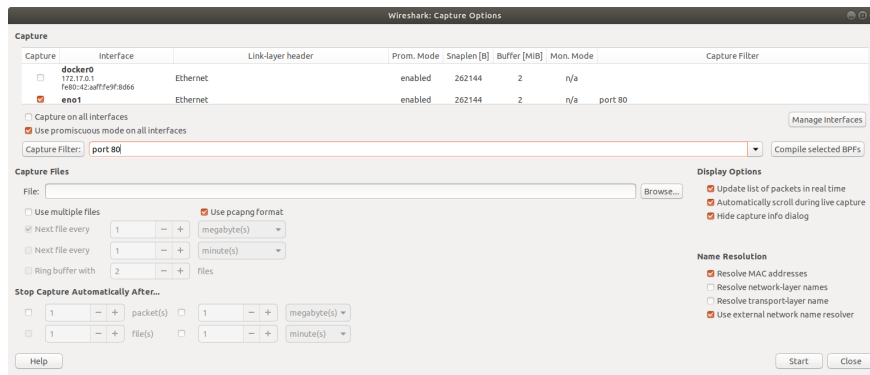 Wireshark: Capture Options
Capture
Capture Interface Link-layer header Prom. Mode Snaplen [B] Buffer [MiB] Mon. Mode Capture Filter
docker0
172.17.0.1 Ethernet enabled 262144 2 n/a
fe80::42:aaff:fe9f:8d66
eno1 Ethernet enabled 262144 2 n/a port 80
Capture on all interfaces Manage Interfaces
Use promiscuous mode on all interfaces
Capture Filter: port 80 Compile selected BPFs
Capture Files Display Options
File: Browse... Update list of packets in real time
Automatically scroll during live capture
Use multiple files Use pcapng format Hide capture info dialog
Next file every 1 - + megabyte(s)
Next file every 1 - + minute(s)
Name Resolution
Ring buffer with 2 - + files Resolve MAC addresses
Stop Capture Automatically After... Resolve network-layer names
Resolve transport-layer name
1 - + packet(s) 1 - + megabyte(s) Use external network name resolver
1 - + file(s) 1 - + minute(s)
Help Start Close